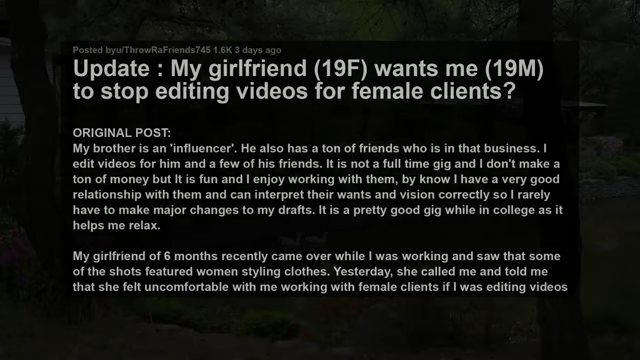 Posted byu/ThrowRaFriends745 1.6K 3 days ago
Update : My girlfriend (19F) wants me (19M)
to stop editing videos for female clients?
ORIGINAL POST:
My brother is an 'influencer'. He also has a ton of friends who is in that business. I
edit videos for him and a few of his friends. It is not a full time gig and I don't make a
ton of money but It is fun and I enjoy working with them, by know I have a very good
relationship with them and can interpret their wants and vision correctly so I rarely
have to make major changes to my drafts. It is a pretty good gig while in college as it
helps me relax.
My girlfriend of 6 months recently came over while I was working and saw that some
of the shots featured women styling clothes. Yesterday, she called me and told me
that she felt uncomfortable with me working with female clients if I was editing videos